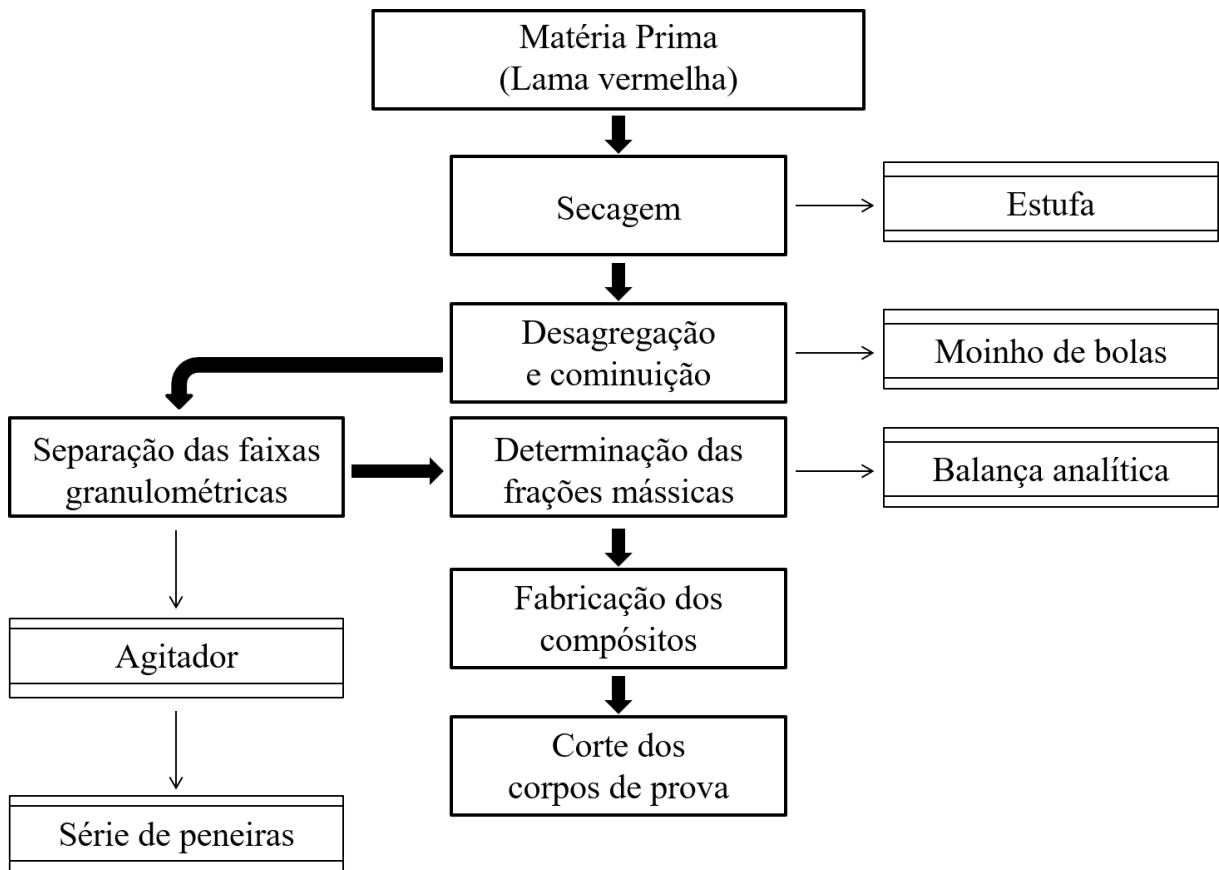 Matéria Prima
(Lama vermelha)
Secagem
Estufa
Desagregação
e cominuição
Moinho de bolas
Separação das faixas
granulométricas
Determinação das
frações mássicas
Balança analítica
Fabricação dos
compósitos
Agitador
Corte dos
corpos de prova
Série de peneiras